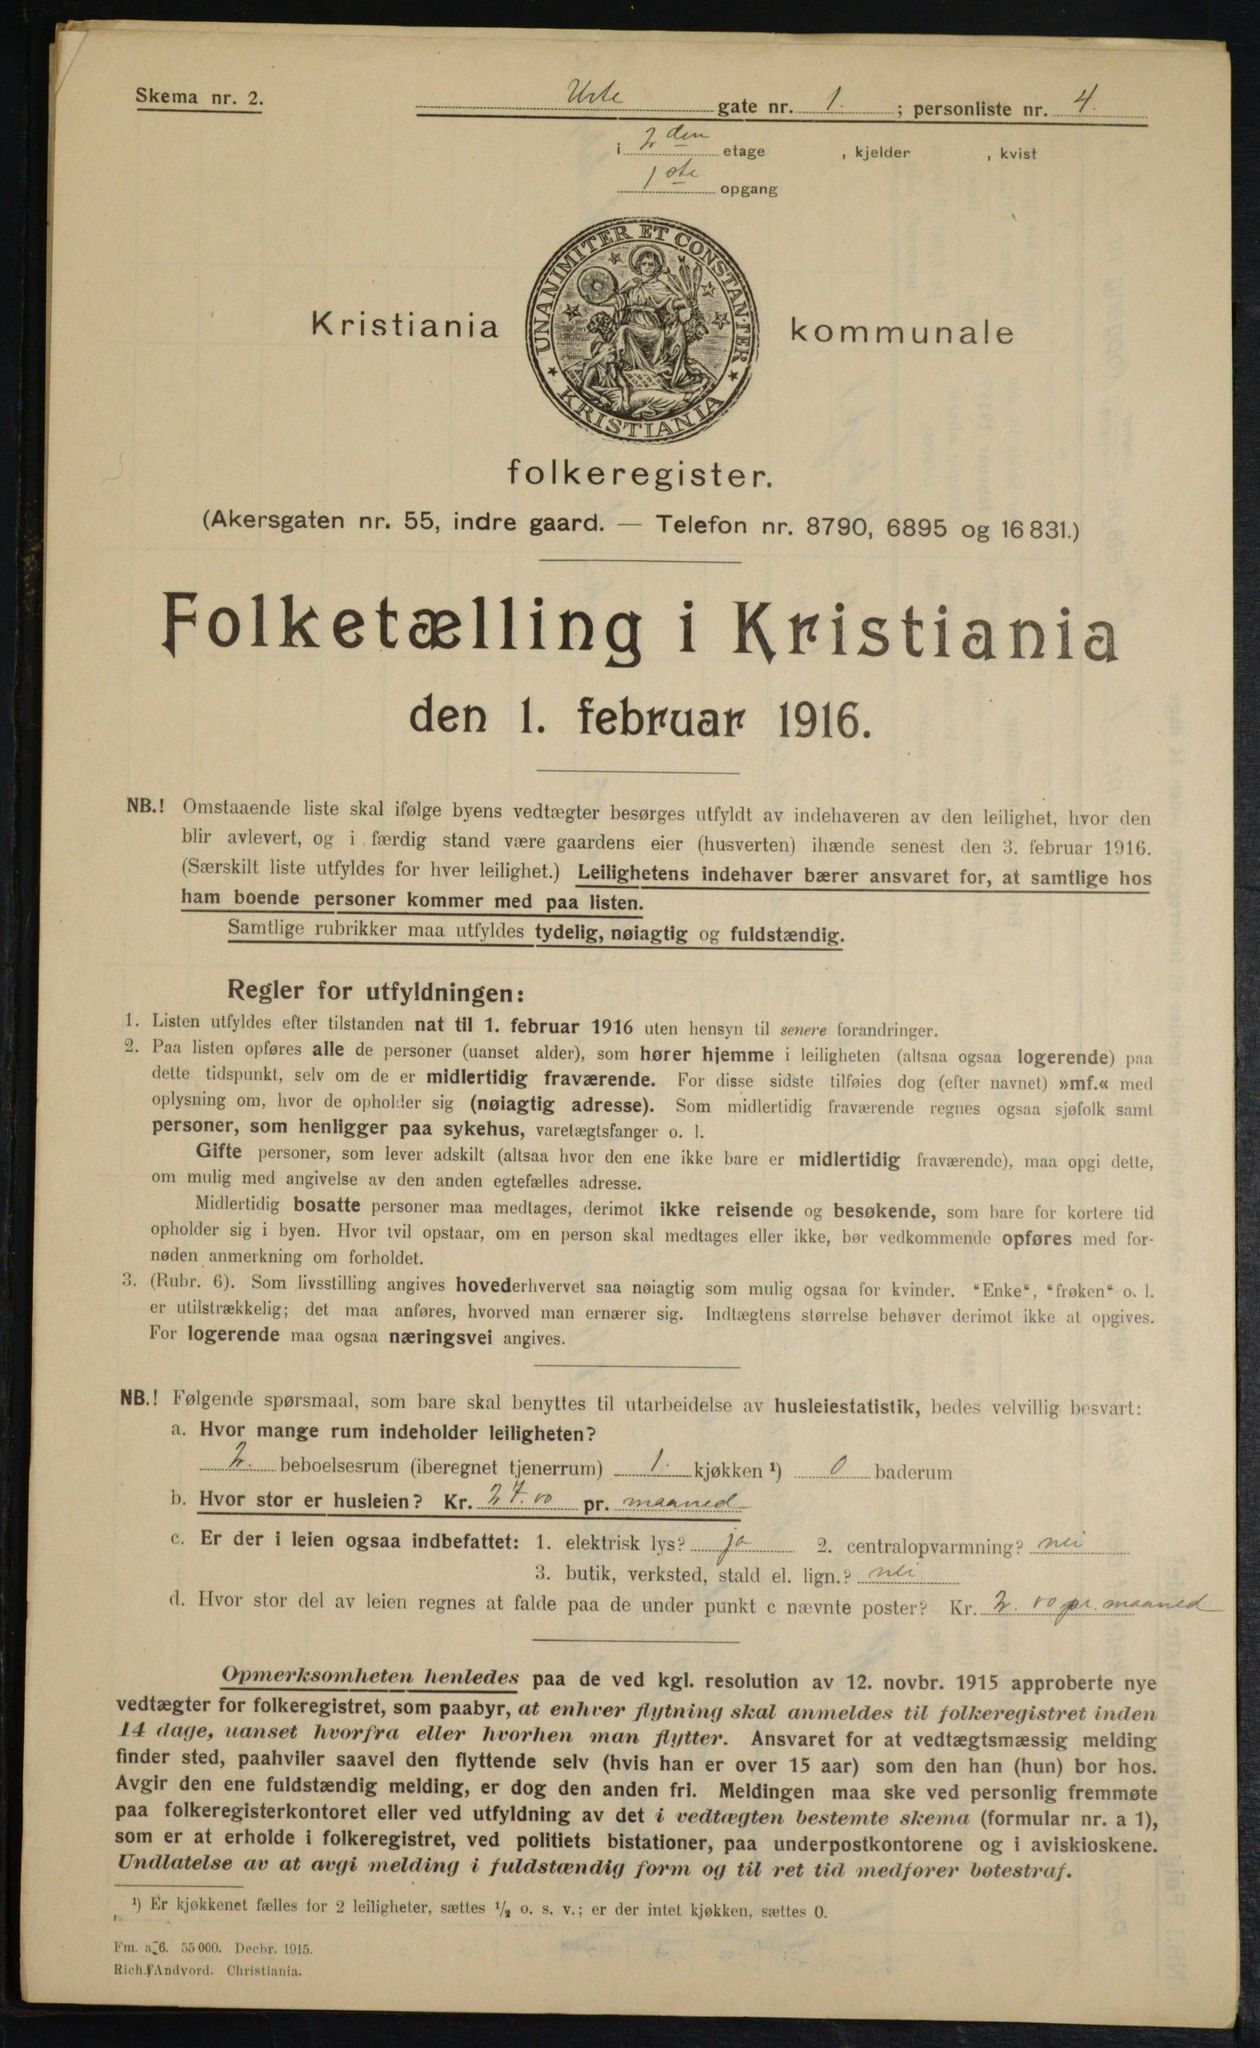 Skema nr. 2.
Urte gate nr. 1. ; personliste nr. 4.
i 2 den etage , kjelder , kvist
1 ste opgang
UNANIMITER ET CONSTANTER
KRISTIANIA
Kristiania kommunale
folkeregister.
(Akersgaten nr. 55, indre gaard. — Telefon nr. 8790, 6895 og 16831.)
Folketælling i Kristiania
den 1. februar 1916.
NB.! Omstaaende liste skal ifølge byens vedtægter besørges utfyldt av indehaveren av den leilighet, hvor den
blir avlevert, og i færdig stand være gaardens eier (husverten) ihænde senest den 3. februar 1916.
(Særskilt liste utfyldes for hver leilighet.) Leilighetens indehaver bærer ansvaret for, at samtlige hos
ham boende personer kommer med paa listen.
Samtlige rubrikker maa utfyldes tydelig, nøiagtig og fuldstændig.
Regler for utfyldningen:
1. Listen utfyldes efter tilstanden nat til 1. februar 1916 uten hensyn til senere forandringer.
2. Paa listen opføres alle de personer (uanset alder), som hører hjemme i leiligheten (altsaa ogsaa logerende) paa
dette tidspunkt, selv om de er midlertidig fraværende. For disse sidste tilføies dog (efter navnet) »mf.« med
oplysning om, hvor de opholder sig (nøiagtig adresse). Som midlertidig fraværende regnes ogsaa sjøfolk samt
personer, som henligger paa sykehus, varetægtsfanger o. l.
Gifte personer, som lever adskilt (altsaa hvor den ene ikke bare er midlertidig fraværende), maa opgi dette,
om mulig med angivelse av den anden egtefælles adresse.
Midlertidig bosatte personer maa medtages, derimot ikke reisende og besøkende, som bare for kortere tid
opholder sig i byen. Hvor tvil opstaar, om en person skal medtages eller ikke, bør vedkommende opføres med for-
nøden anmerkning om forholdet.
3. (Rubr. 6). Som livsstilling angives hovederhvervet saa nøiagtig som mulig ogsaa for kvinder. "Enke", "frøken" o. l.
er utilstrækkelig; det maa anføres, hvorved man ernærer sig. Indtægtens størrelse behøver derimot ikke at opgives.
For logerende maa ogsaa næringsvei angives.
NB.! Følgende spørsmaal, som bare skal benyttes til utarbeidelse av husleiestatistik, bedes velvillig besvart:
a. Hvor mange rum indeholder leiligheten?
2. beboelsesrum (iberegnet tjenerrum) 1. kjøkken ¹) 0 baderum
b. Hvor stor er husleien? Kr. 27.00 pr. maaned
c. Er der i leien ogsaa indbefattet: 1. elektrisk lys? ja 2. centralopvarmning? nei
3. butik, verksted, stald el. lign.? nei
d. Hvor stor del av leien regnes at falde paa de under punkt c nævnte poster? Kr. 2.00 pr. maaned
Opmerksomheten henledes paa de ved kgl. resolution av 12. novbr. 1915 approberte nye
vedtægter for folkeregistret, som paabyr, at enhver flytning skal anmeldes til folkeregistret inden
14 dage, uanset hvorfra eller hvorhen man flytter. Ansvaret for at vedtægtsmæssig melding
finder sted, paahviler saavel den flyttende selv (hvis han er over 15 aar) som den han (hun) bor hos.
Avgir den ene fuldstændig melding, er dog den anden fri. Meldingen maa ske ved personlig fremmøte
paa folkeregisterkontoret eller ved utfyldning av det i vedtægten bestemte skema (formular nr. a 1),
som er at erholde i folkeregistret, ved politiets bistationer, paa underpostkontorene og i aviskioskene.
Undlatelse av at avgi melding i fuldstændig form og til ret tid medfører bøtestraf.
¹) Er kjøkkenet fælles for 2 leiligheter, sættes ½ o. s. v.; er der intet kjøkken, sættes 0.
Fm. a-6. 55000. Decbr. 1915.
Rich. Andvord. Christiania.